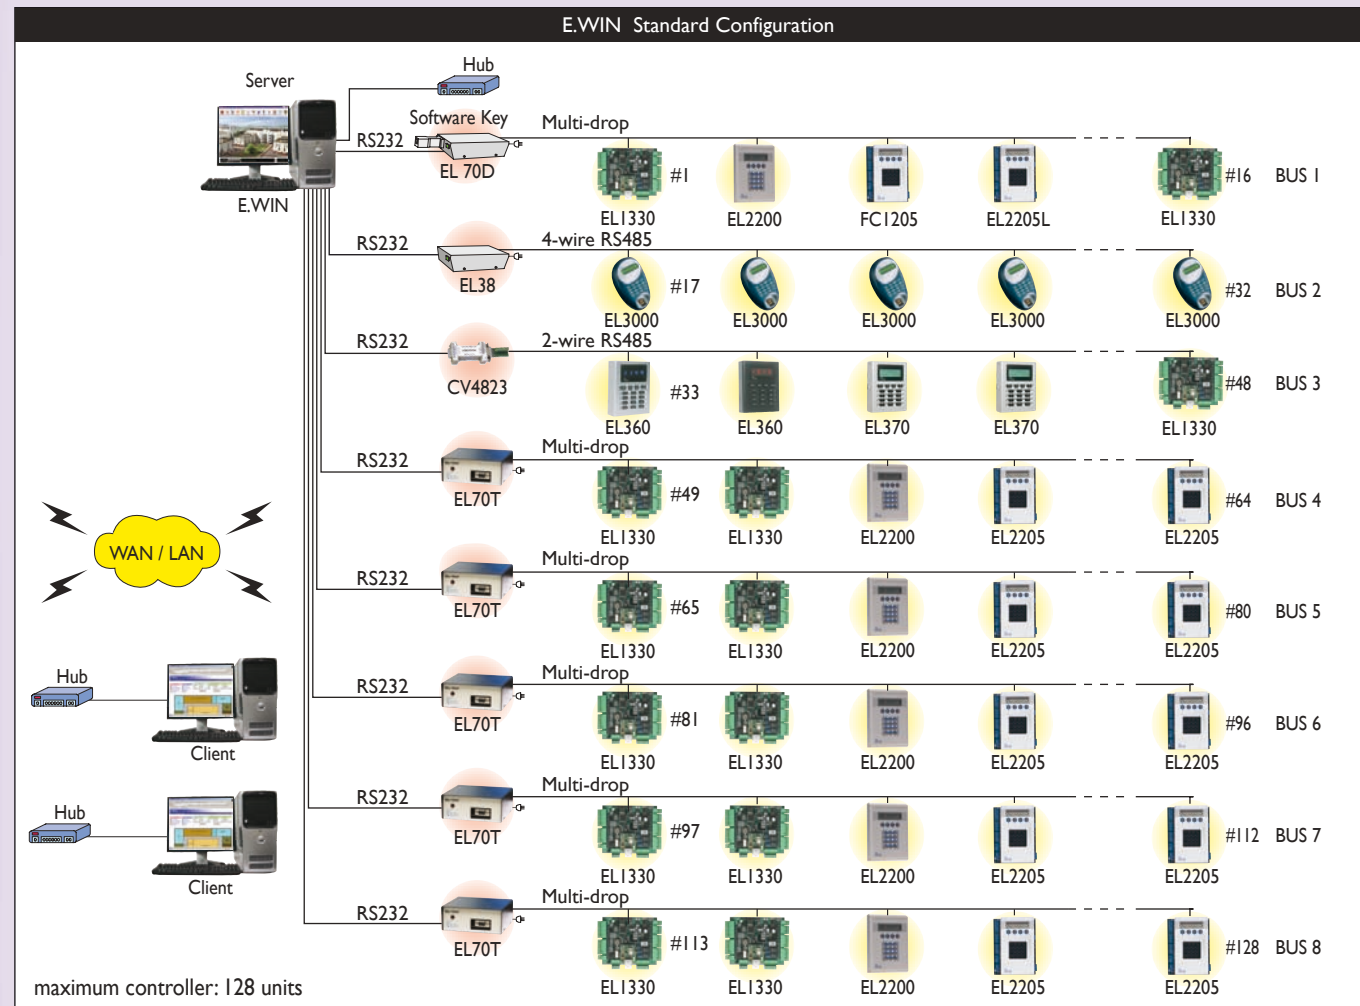 E.WIN Standard Configuration
Hub
Server
Software Key
Multi-drop
RS232
EL 70D
#1
#16 BUS 1
E.WIN
EL1330 EL2200 FC1205 EL2205L EL1330
RS232
4-wire RS485
EL38
#17
#32 BUS 2
EL3000 EL3000 EL3000 EL3000 EL3000
RS232
2-wire RS485
CV4823
#33
#48 BUS 3
EL360 EL360 EL370 EL370 EL1330
RS232
Multi-drop
EL70T
#49
#64 BUS 4
EL1330 EL1330 EL2200 EL2205 EL2205
WAN / LAN
RS232
Multi-drop
EL70T
#65
#80 BUS 5
EL1330 EL1330 EL2200 EL2205 EL2205
Hub
Client
RS232
Multi-drop
EL70T
#81
#96 BUS 6
EL1330 EL1330 EL2200 EL2205 EL2205
Hub
Client
RS232
Multi-drop
EL70T
#97
#112 BUS 7
EL1330 EL1330 EL2200 EL2205 EL2205
RS232
Multi-drop
EL70T
#113
#128 BUS 8
EL1330 EL1330 EL2200 EL2205 EL2205
maximum controller: 128 units